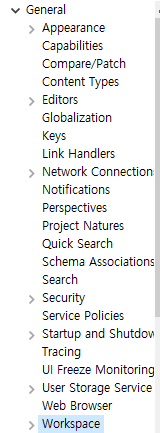 General
Appearance
Capabilities
Compare/Patch
Content Types
Editors
Globalization
Keys
Link Handlers
Network Connections
Notifications
Perspectives
Project Natures
Quick Search
Schema Associations
Search
Security
Service Policies
Startup and Shutdow
Tracing
UI Freeze Monitoring
User Storage Service
Web Browser
Workspace